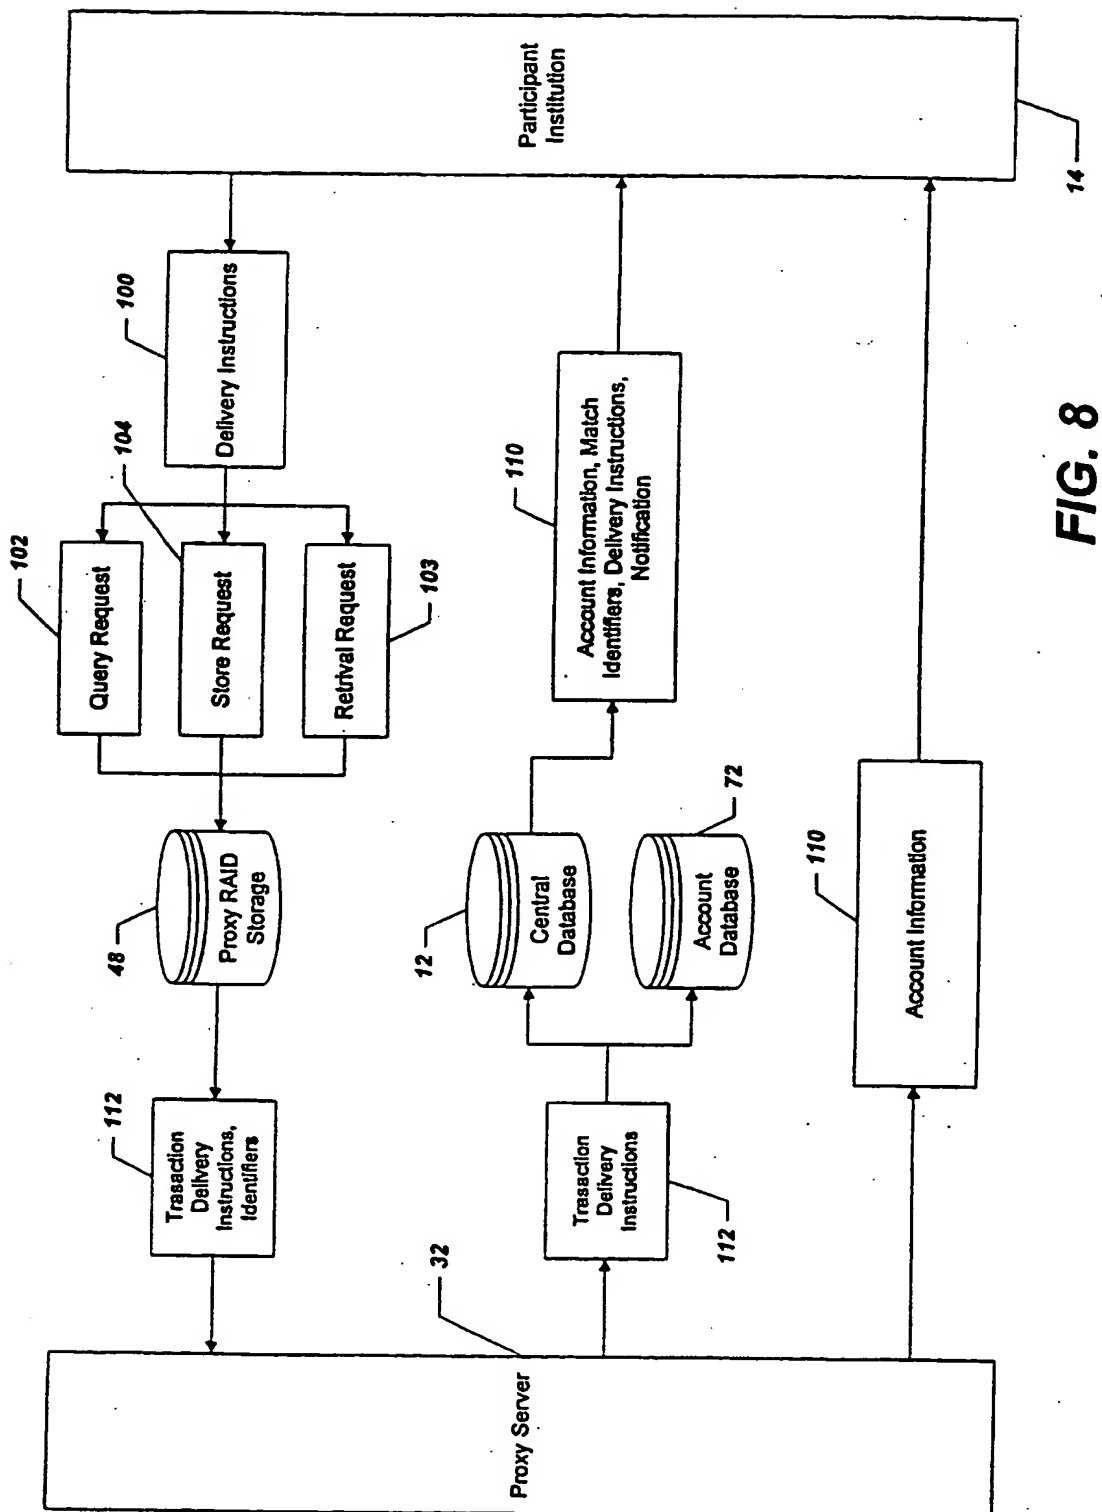 Participant
Institution
14
100
Delivery Instructions
102
Query Request
104
Store Request
103
Retrival Request
48
Proxy RAID
Storage
112
Trasaction
Delivery
Instructions,
Identifiers
32
Proxy Server
112
Trasaction
Delivery
Instructions
12
Central
Database
72
Account
Database
110
Account Information, Match
Identifiers, Delivery Instructions,
Notification
110
Account Information
FIG. 8